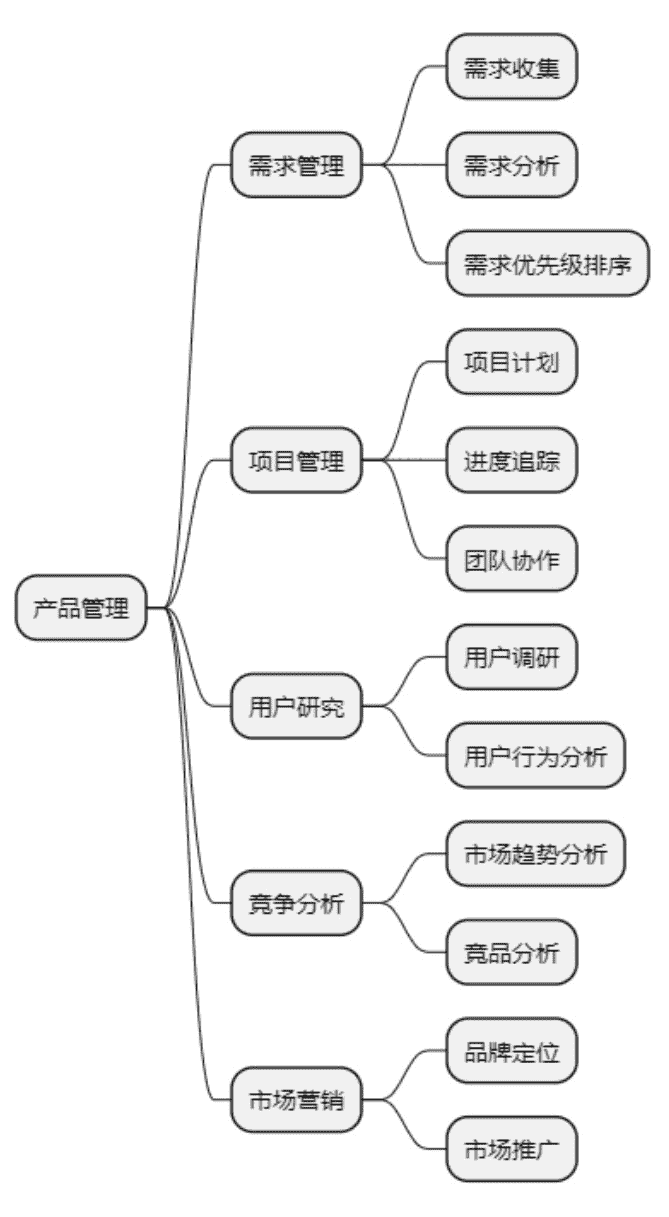 产品管理
需求管理
需求收集
需求分析
需求优先级排序
项目管理
项目计划
进度追踪
团队协作
用户研究
用户调研
用户行为分析
竞争分析
市场趋势分析
竞品分析
市场营销
品牌定位
市场推广